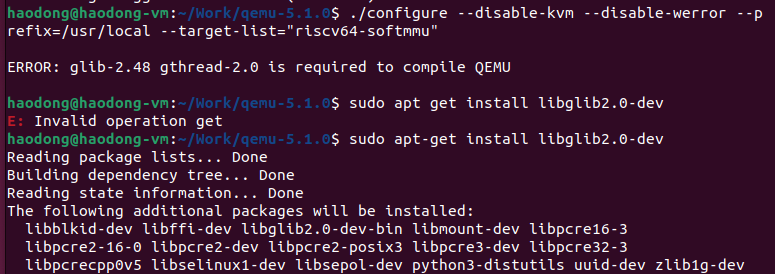 haodong@haodong-vm:~/Work/qemu-5.1.0$ ./configure --disable-kvm --disable-werror --p
refix=/usr/local --target-list="riscv64-softmmu"
ERROR: glib-2.48 gthread-2.0 is required to compile QEMU
haodong@haodong-vm:~/Work/qemu-5.1.0$ sudo apt get install libglib2.0-dev
E: Invalid operation get
haodong@haodong-vm:~/Work/qemu-5.1.0$ sudo apt-get install libglib2.0-dev
Reading package lists... Done
Building dependency tree... Done
Reading state information... Done
The following additional packages will be installed:
libblkid-dev libffi-dev libglib2.0-dev-bin libmount-dev libpcre16-3
libpcre2-16-0 libpcre2-dev libpcre2-posix3 libpcre3-dev libpcre32-3
libpcrecpp0v5 libselinux1-dev libsepol-dev python3-distutils uuid-dev zlib1g-dev